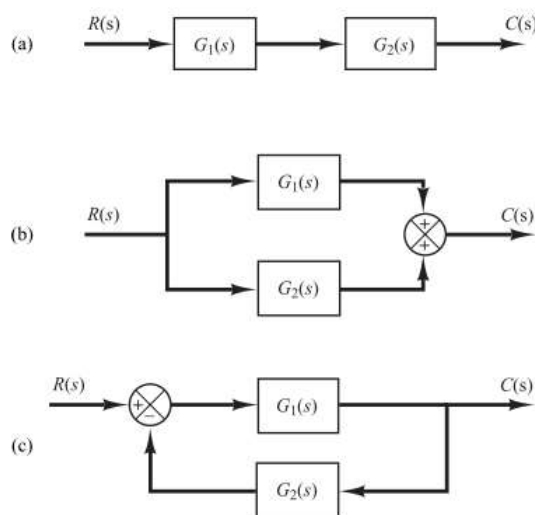 (a) R(s) G₁(s) G₂(s) C(s)
G₁(s)
(b) R(s) + + C(s)
G₂(s)
R(s) C(s)
+ − G₁(s)
(c)
G₂(s)